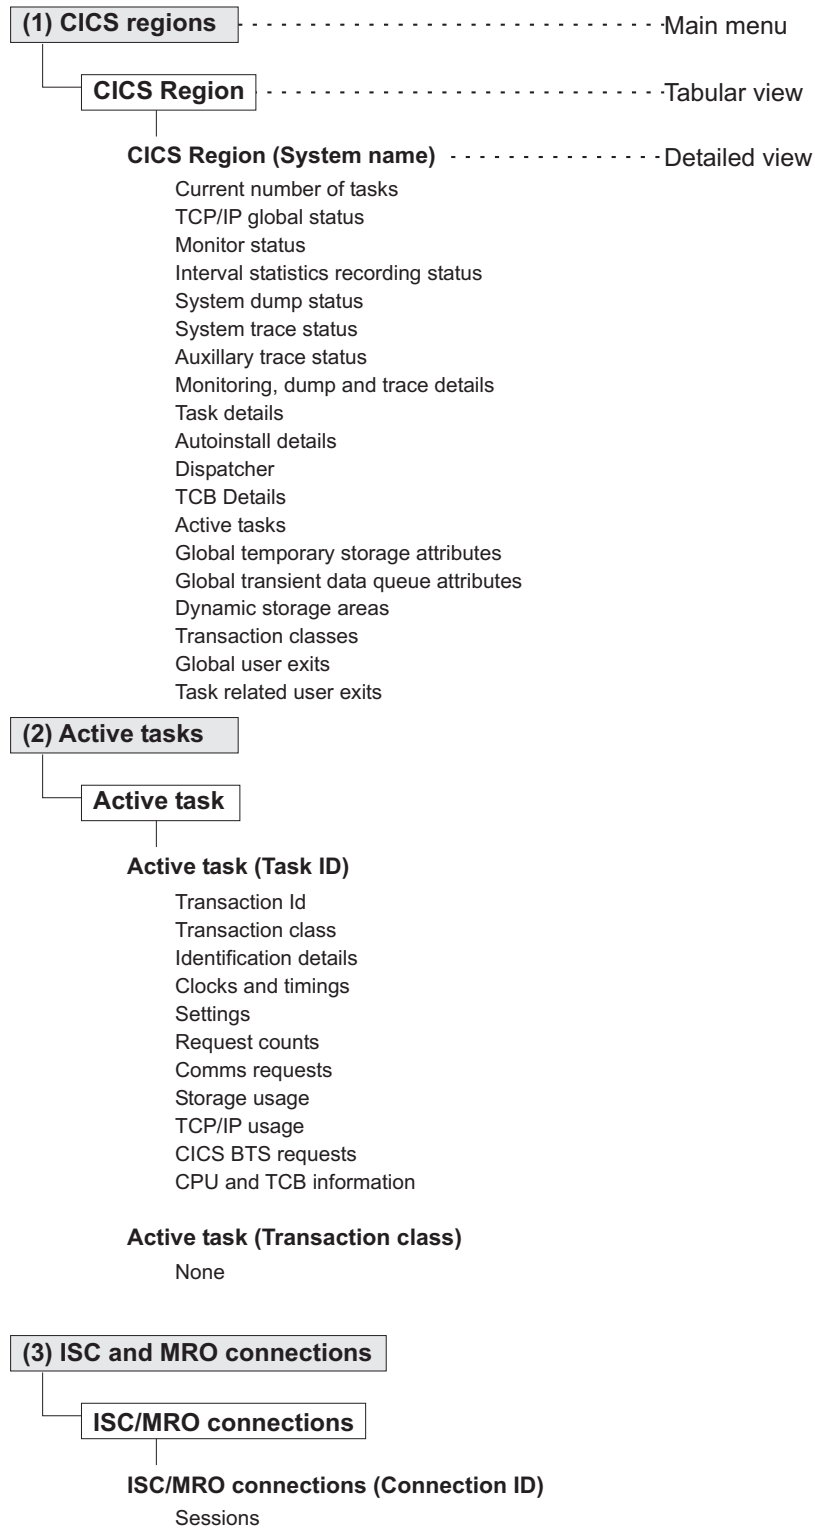 (1) CICS regions Main menu
CICS Region Tabular view
CICS Region (System name) Detailed view
Current number of tasks
TCP/IP global status
Monitor status
Interval statistics recording status
System dump status
System trace status
Auxillary trace status
Monitoring, dump and trace details
Task details
Autoinstall details
Dispatcher
TCB Details
Active tasks
Global temporary storage attributes
Global transient data queue attributes
Dynamic storage areas
Transaction classes
Global user exits
Task related user exits
(2) Active tasks
Active task
Active task (Task ID)
Transaction Id
Transaction class
Identification details
Clocks and timings
Settings
Request counts
Comms requests
Storage usage
TCP/IP usage
CICS BTS requests
CPU and TCB information
Active task (Transaction class)
None
(3) ISC and MRO connections
ISC/MRO connections
ISC/MRO connections (Connection ID)
Sessions